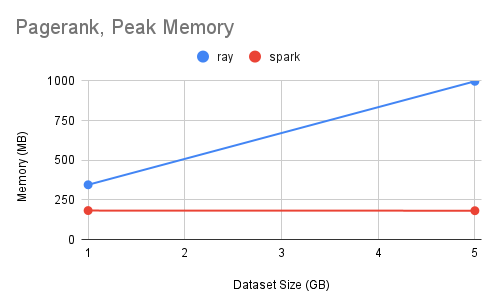 Pagerank, Peak Memory
ray spark
1000
750
500
250
0
Memory (MB)
1 2 3 4 5
Dataset Size (GB)